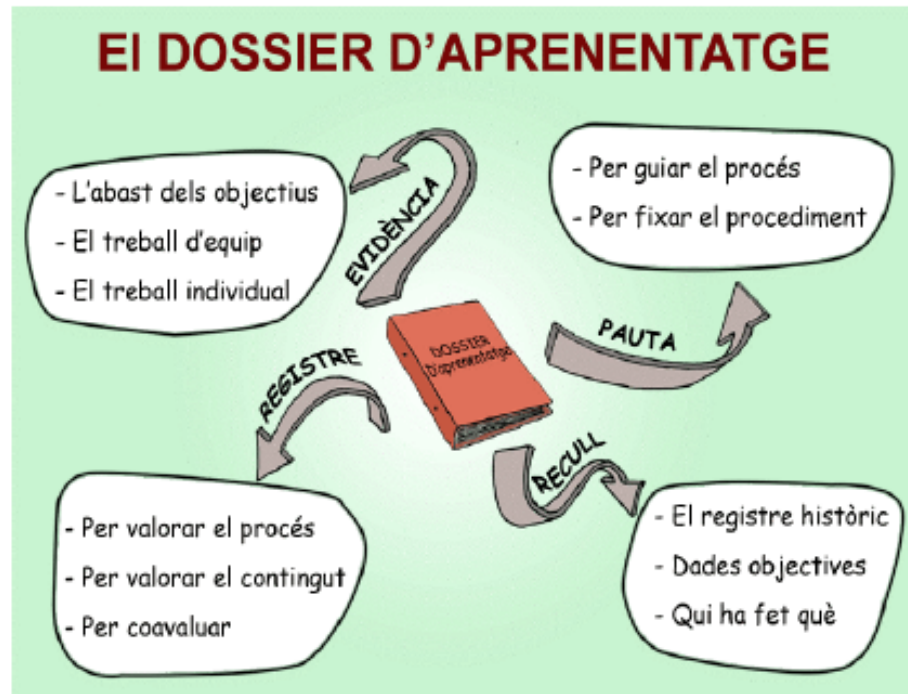 El DOSSIER D'APRENENTATGE
EVIDÈNCIA
- L'abast dels objectius
- El treball d'equip
- El treball individual
PAUTA
- Per guiar el procés
- Per fixar el procediment
DOSSIER
D'aprenentatge
REGISTRE
- Per valorar el procés
- Per valorar el contingut
- Per coavaluar
RECULL
- El registre històric
- Dades objectives
- Qui ha fet què